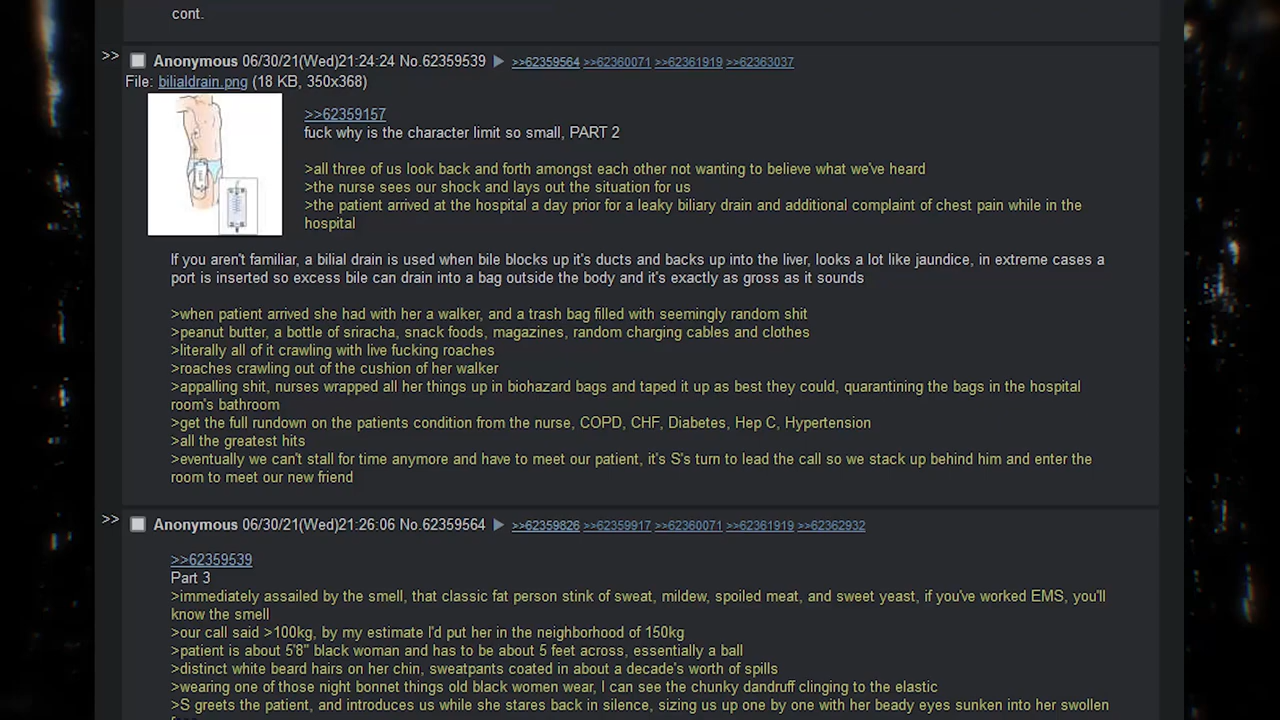 cont.
>> Anonymous 06/30/21(Wed)21:24:24 No.62359539 ▶ >>62359564 >>62360071 >>62361919 >>62363037
File: bilialdrain.png (18 KB, 350x368)
>>62359157
fuck why is the character limit so small, PART 2
>all three of us look back and forth amongst each other not wanting to believe what we've heard
>the nurse sees our shock and lays out the situation for us
>the patient arrived at the hospital a day prior for a leaky biliary drain and additional complaint of chest pain while in the
hospital
If you aren't familiar, a bilial drain is used when bile blocks up it's ducts and backs up into the liver, looks a lot like jaundice, in extreme cases a
port is inserted so excess bile can drain into a bag outside the body and it's exactly as gross as it sounds
>when patient arrived she had with her a walker, and a trash bag filled with seemingly random shit
>peanut butter, a bottle of sriracha, snack foods, magazines, random charging cables and clothes
>literally all of it crawling with live fucking roaches
>roaches crawling out of the cushion of her walker
>appalling shit, nurses wrapped all her things up in biohazard bags and taped it up as best they could, quarantining the bags in the hospital
room's bathroom
>get the full rundown on the patients condition from the nurse, COPD, CHF, Diabetes, Hep C, Hypertension
>all the greatest hits
>eventually we can't stall for time anymore and have to meet our patient, it's S's turn to lead the call so we stack up behind him and enter the
room to meet our new friend
>> Anonymous 06/30/21(Wed)21:26:06 No.62359564 ▶ >>62359826 >>62359917 >>62360071 >>62361919 >>62362932
>>62359539
Part 3
>immediately assailed by the smell, that classic fat person stink of sweat, mildew, spoiled meat, and sweet yeast, if you've worked EMS, you'll
know the smell
>our call said >100kg, by my estimate I'd put her in the neighborhood of 150kg
>patient is about 5'8" black woman and has to be about 5 feet across, essentially a ball
>distinct white beard hairs on her chin, sweatpants coated in about a decade's worth of spills
>wearing one of those night bonnet things old black women wear, I can see the chunky dandruff clinging to the elastic
>S greets the patient, and introduces us while she stares back in silence, sizing us up one by one with her beady eyes sunken into her swollen